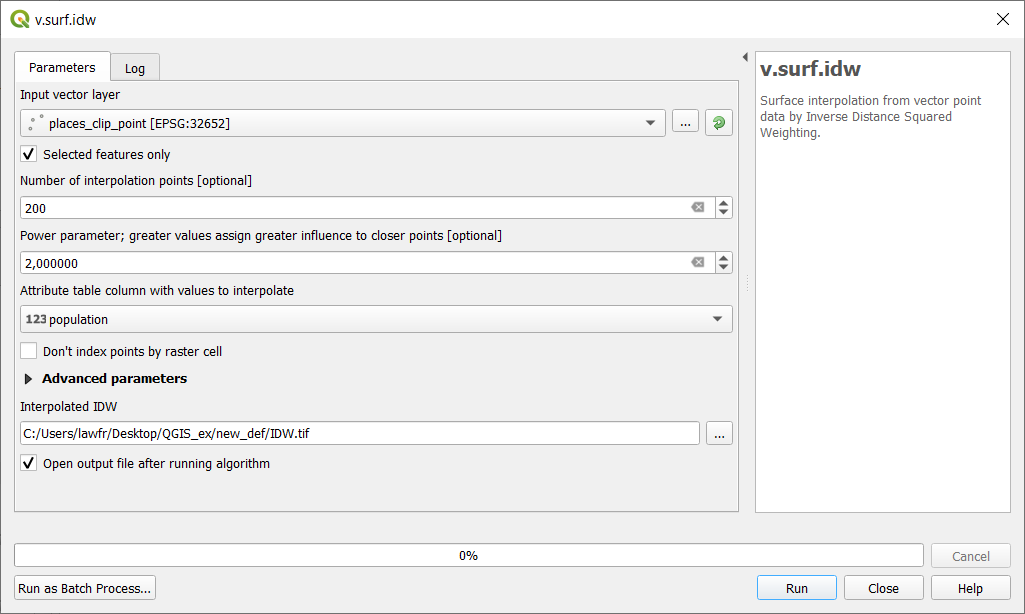 v.surf.idw
Parameters
Log
Input vector layer
places_clip_point [EPSG:32652]
...
Selected features only
Number of interpolation points [optional]
200
Power parameter; greater values assign greater influence to closer points [optional]
2,000000
Attribute table column with values to interpolate
123 population
Don't index points by raster cell
Advanced parameters
Interpolated IDW
C:/Users/lawfr/Desktop/QGIS_ex/new_def/IDW.tif
...
Open output file after running algorithm
v.surf.idw
Surface interpolation from vector point
data by Inverse Distance Squared
Weighting.
0%
Cancel
Run as Batch Process...
Run
Close
Help